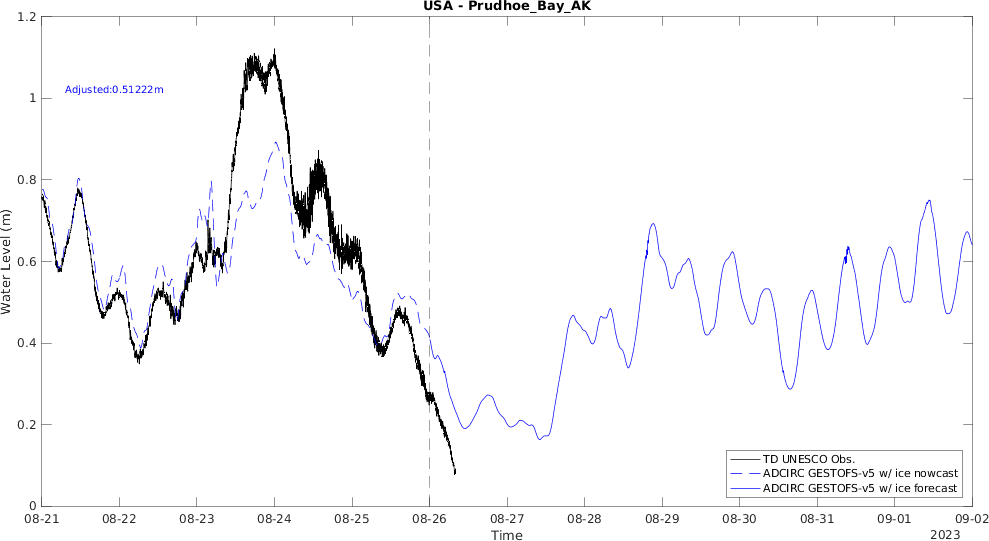 USA - Prudhoe_Bay_AK
1.2
1
0.8
0.6
0.4
0.2
0
Water Level (m)
Adjusted:0.51222m
TD UNESCO Obs.
ADCIRC GESTOFS-v5 w/ ice nowcast
ADCIRC GESTOFS-v5 w/ ice forecast
08-21 08-22 08-23 08-24 08-25 08-26 08-27 08-28 08-29 08-30 08-31 09-01 09-02
Time
2023